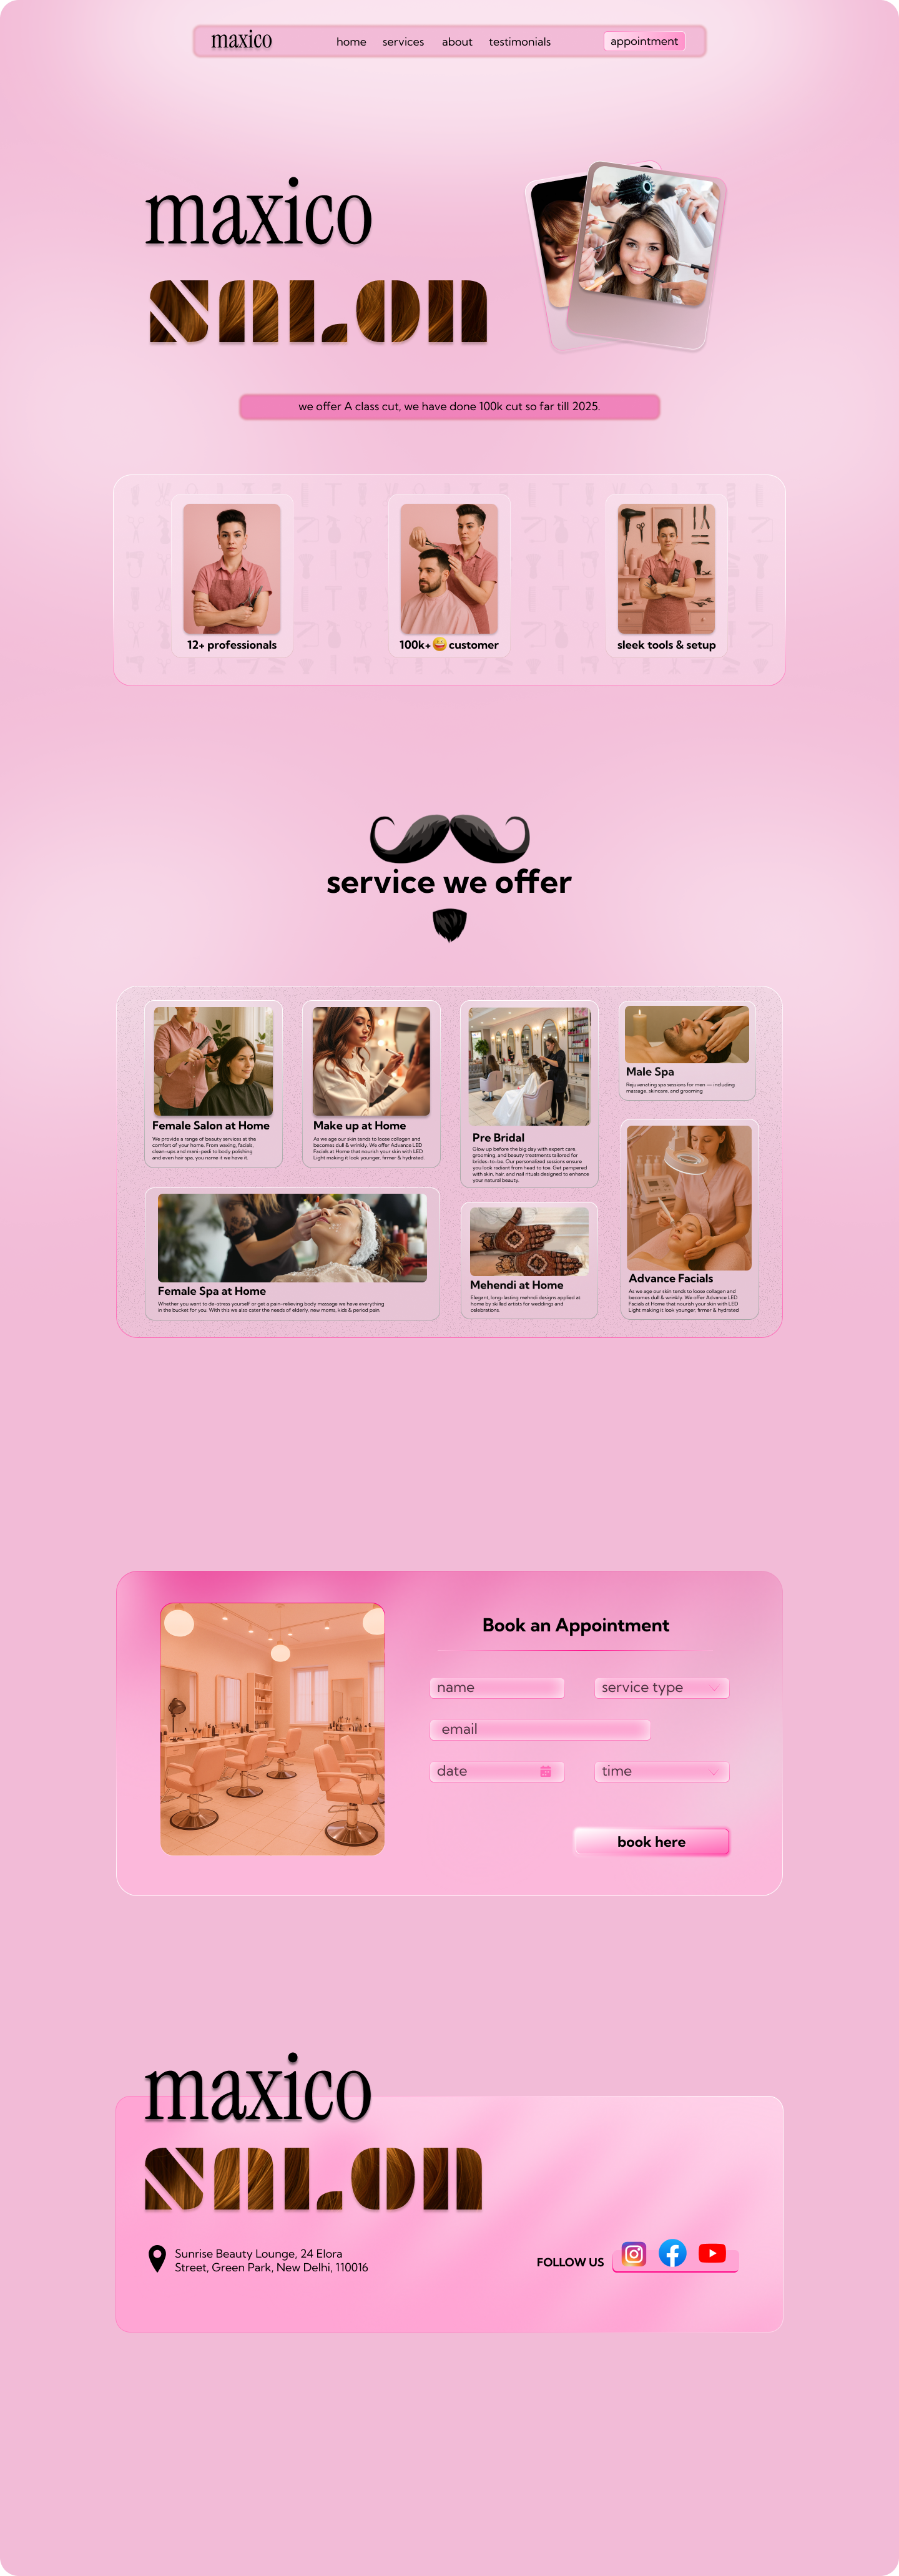 maxico
home services about testimonials
appointment
maxico
SALON
we offer A class cut, we have done 100k cut so far till 2025.
12+ professionals
100k+😀customer
sleek tools & setup
service we offer
Female Salon at Home
We provide a range of beauty services at the
comfort of your home. From waxing, facials,
clean-ups and mani-pedi to body polishing
and even hair spa, you name it we have it.
Make up at Home
As we age our skin tends to loose collagen and
becomes dull & wrinkly. We offer Advance LED
Facials at Home that nourish your skin with LED
Light making it look younger, firmer & hydrated.
Pre Bridal
Glow up before the big day with expert care,
grooming, and beauty treatments tailored for
brides-to-be. Our personalized sessions ensure
you look radiant from head to toe. Get pampered
with skin, hair, and nail rituals designed to enhance
your natural beauty.
Male Spa
Rejuvenating spa sessions for men — including
massage, skincare, and grooming
Female Spa at Home
Whether you want to de-stress yourself or get a pain-relieving body massage we have everything
in the bucket for you. With this we also cater the needs of elderly, new moms, kids & period pain.
Mehendi at Home
Elegant, long-lasting mehndi designs applied at
home by skilled artists for weddings and
celebrations.
Advance Facials
As we age our skin tends to loose collagen and
becomes dull & wrinkly. We offer Advance LED
Facials at Home that nourish your skin with LED
Light making it look younger, firmer & hydrated
Book an Appointment
name
service type
email
date
time
book here
maxico
SALON
Sunrise Beauty Lounge, 24 Elora
Street, Green Park, New Delhi, 110016
FOLLOW US